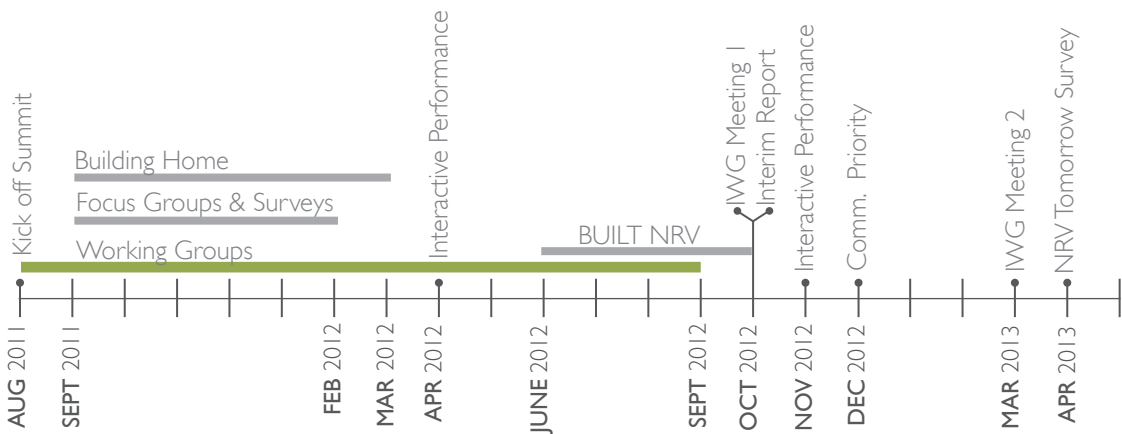 Kick off Summit
Building Home
Focus Groups & Surveys
Working Groups
Interactive Performance
BUILT NRV
IWG Meeting 1
Interim Report
Interactive Performance
Comm. Priority
IWG Meeting 2
NRV Tomorrow Survey
AUG 2011
SEPT 2011
FEB 2012
MAR 2012
APR 2012
JUNE 2012
SEPT 2012
OCT 2012
NOV 2012
DEC 2012
MAR 2013
APR 2013